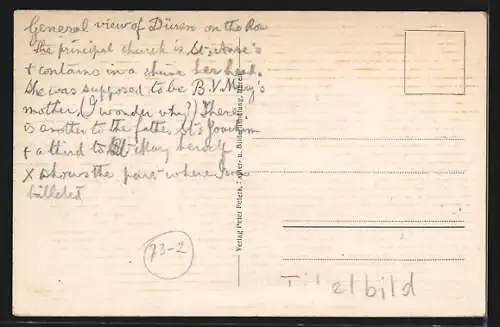 General view of Düren on the Roer
The principal church is St Anne's
+ contains in a shrine her head.
She was supposed to be B.V. Mary's
mother. (I wonder why?) There
is another to the father St Joachim
+ a third to St Mary herself
X shows the part where I was
billeted
73-2
Verlag Peter Peters,
Titelbild